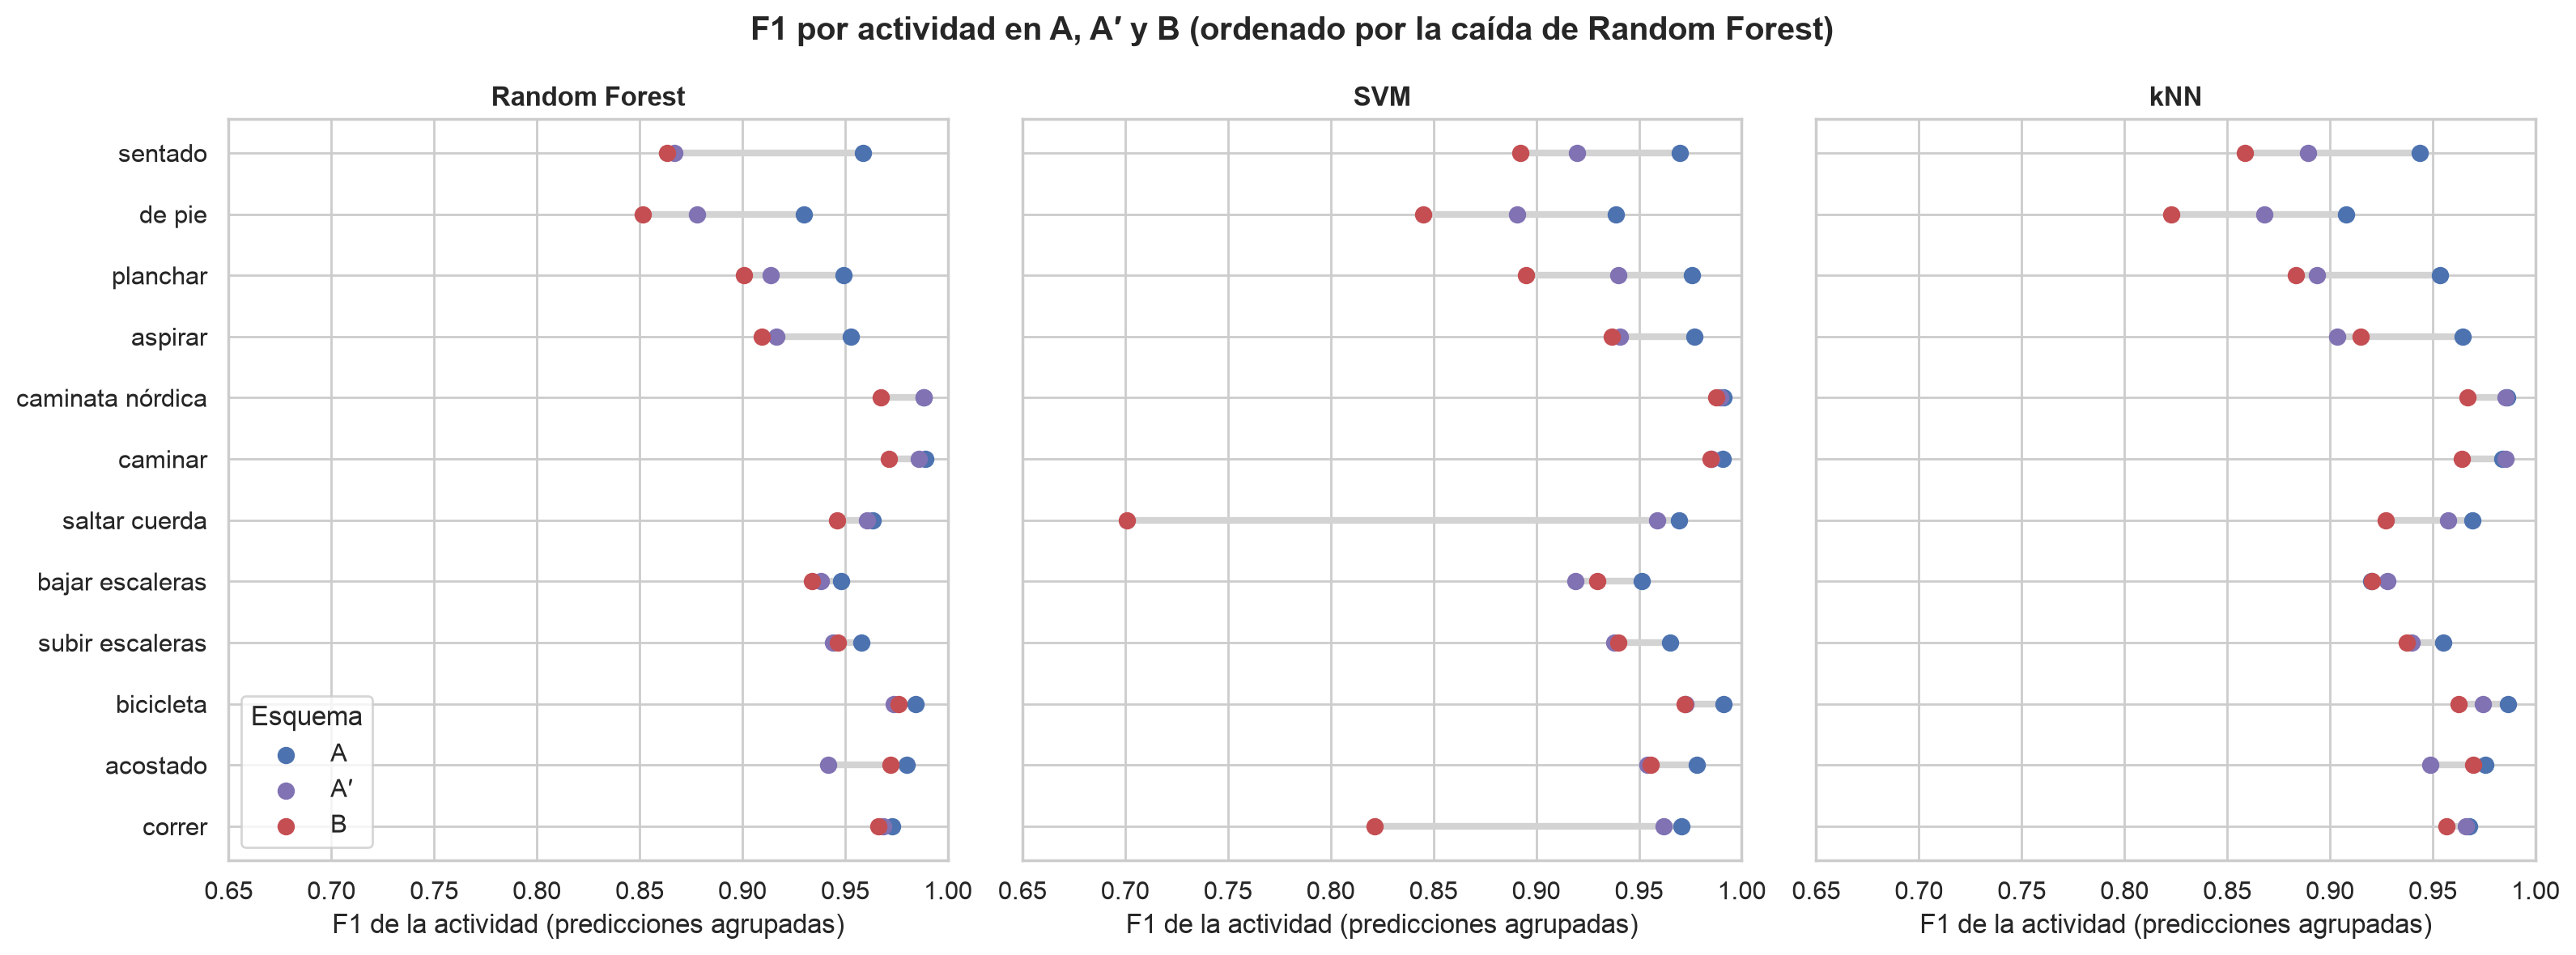 F1 por actividad en A, A′ y B (ordenado por la caída de Random Forest)
Random Forest
SVM
kNN
sentado
de pie
planchar
aspirar
caminata nórdica
caminar
saltar cuerda
bajar escaleras
subir escaleras
bicicleta
acostado
correr
Esquema
A
A′
B
0.65 0.70 0.75 0.80 0.85 0.90 0.95 1.00
0.65 0.70 0.75 0.80 0.85 0.90 0.95 1.00
0.65 0.70 0.75 0.80 0.85 0.90 0.95 1.00
F1 de la actividad (predicciones agrupadas)
F1 de la actividad (predicciones agrupadas)
F1 de la actividad (predicciones agrupadas)